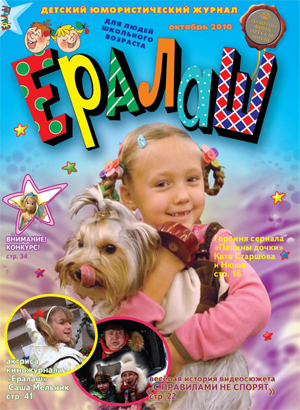 ДЕТСКИЙ ЮМОРИСТИЧЕСКИЙ ЖУРНАЛ
октябрь 2010
ДЛЯ ЛЮДЕЙ
ШКОЛЬНОГО
ВОЗРАСТА
ЕРАЛАШ
ВНИМАНИЕ!
КОНКУРС!
стр. 34
Героиня сериала
«Папины дочки»
Катя Старшова
и Нюша
стр. 16
актриса
киножурнала
"Ералаш"
Саша Мельник
стр. 41
весёлая история видеосюжета
"С ПРАВИЛАМИ НЕ СПОРЯТ"
стр. 22